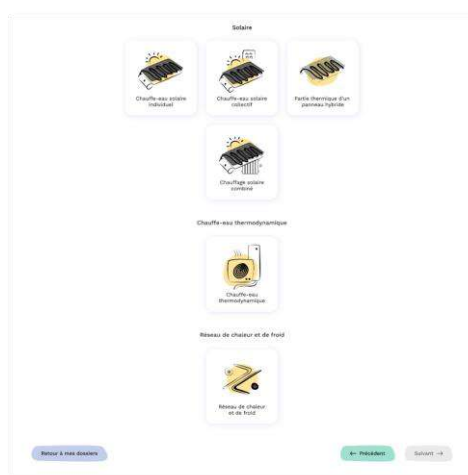 Solaire
Chauffe-eau solaire
individuel
Chauffe-eau solaire
collectif
Partie thermique d'un
panneau hybride
Chauffage solaire
combiné
Chauffe-eau thermodynamique
Chauffe-eau
thermodynamique
Réseau de chaleur et de froid
Réseau de chaleur
et de froid
Retour à mes dossiers
← Précédent
Suivant →